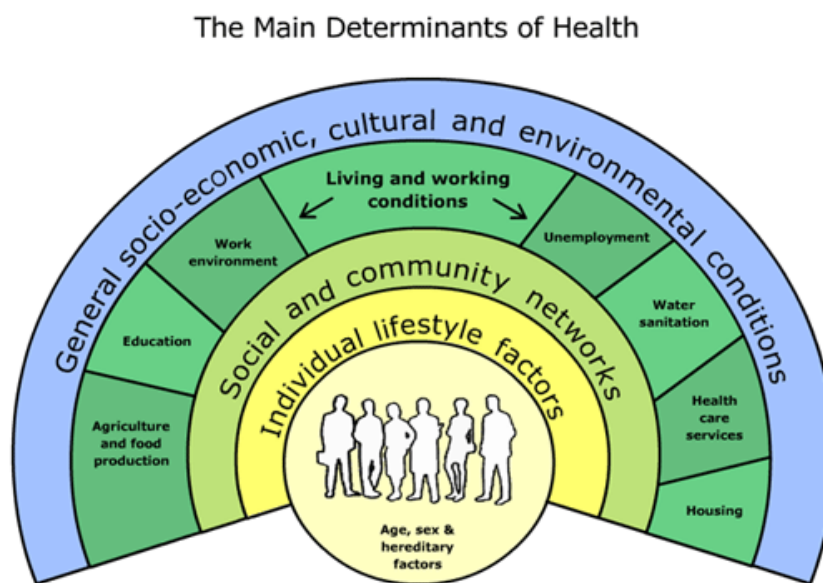 The Main Determinants of Health
General socio-economic, cultural and environmental conditions
Living and working
conditions
Work
environment
Unemployment
Education
Water
sanitation
Agriculture
and food
production
Health
care
services
Housing
Social and community networks
Individual lifestyle factors
Age, sex &
hereditary
factors